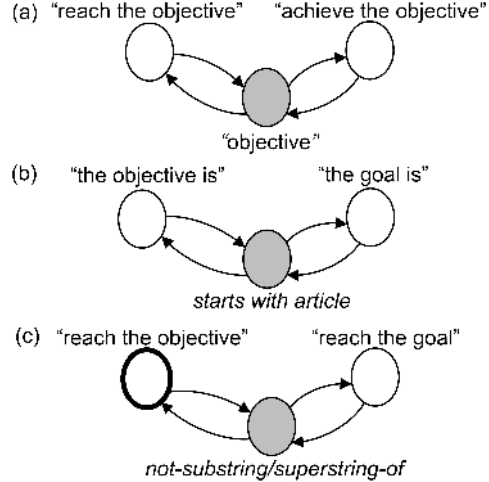 (a) “reach the objective” “achieve the objective”
“objective”
(b) “the objective is” “the goal is”
starts with article
(c) “reach the objective” “reach the goal”
not-substring/superstring-of